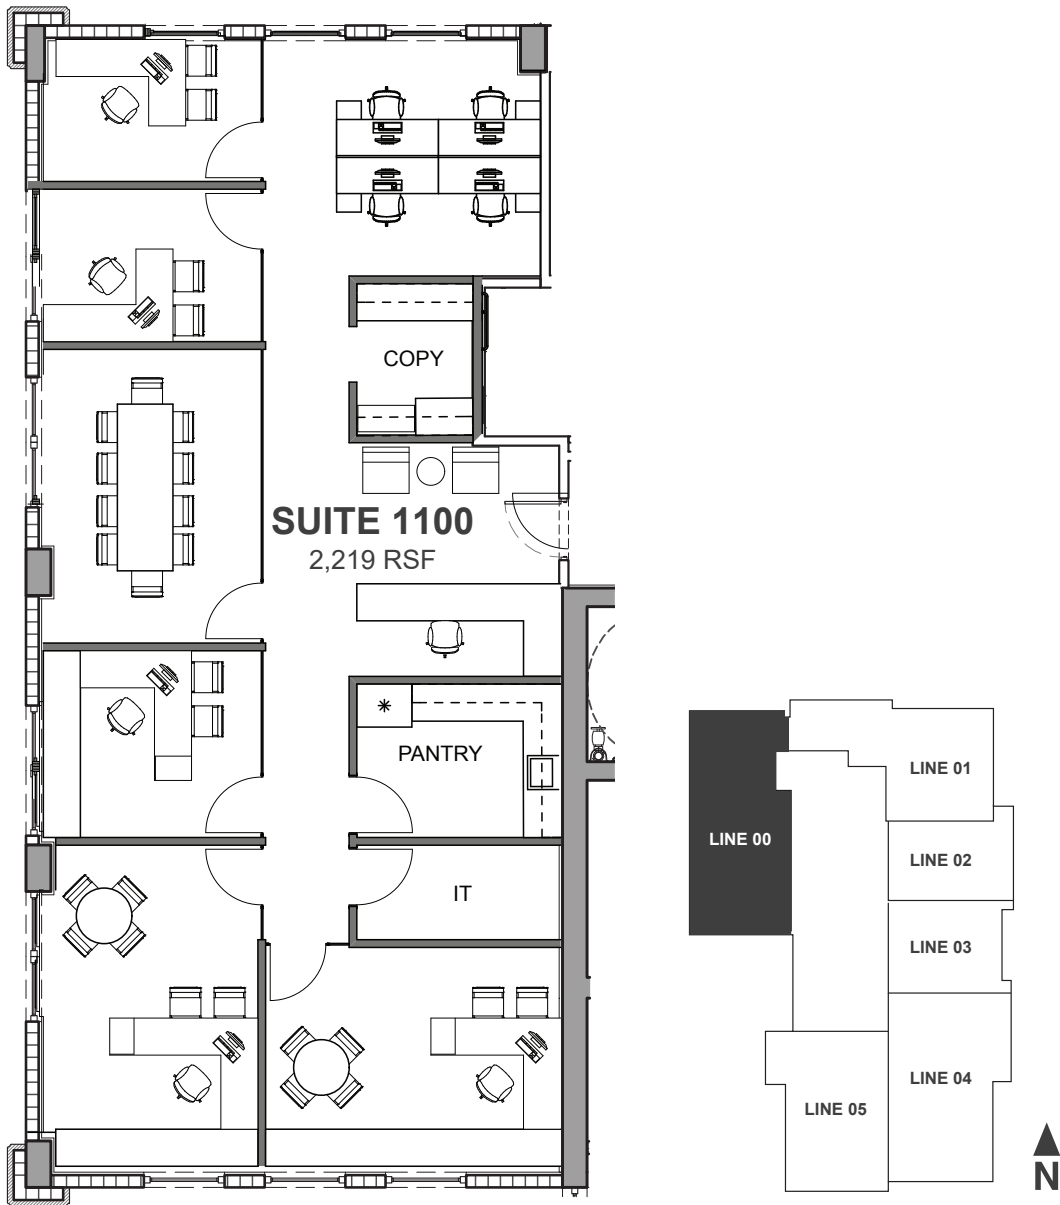 COPY
SUITE 1100
2,219 RSF
PANTRY
IT
LINE 01
LINE 00
LINE 02
LINE 03
LINE 04
LINE 05
N